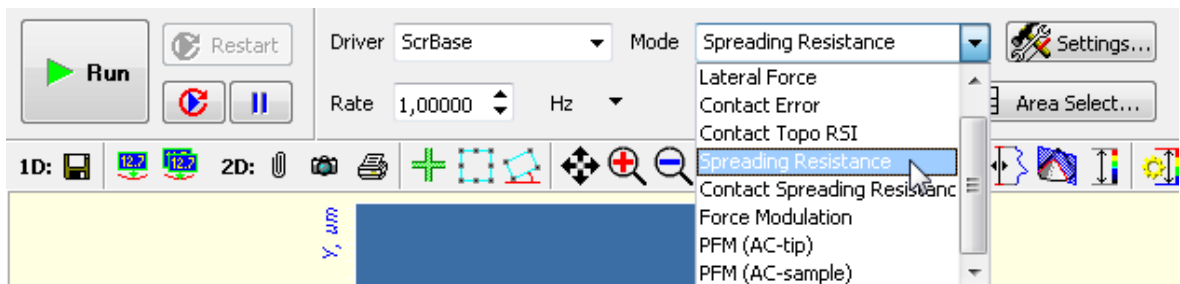 Run
Restart
Driver ScrBase
Mode Spreading Resistance
Settings...
Rate 1,00000 Hz
Area Select...
Lateral Force
Contact Error
Contact Topo RSI
Spreading Resistance
Contact Spreading Resistanc
Force Modulation
PFM (AC-tip)
PFM (AC-sample)
1D:
12.7
12.7
2D: